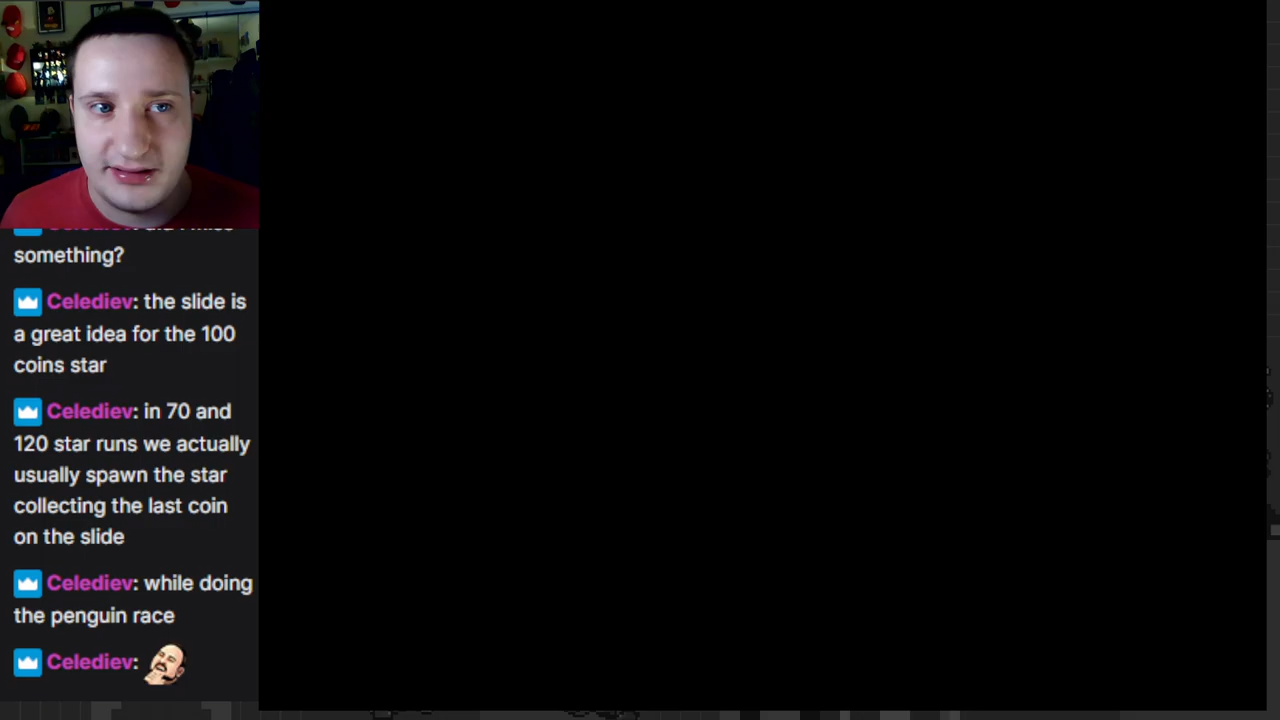 something?
Celediev: the slide is
a great idea for the 100
coins star
Celediev: in 70 and
120 star runs we actually
usually spawn the star
collecting the last coin
on the slide
Celediev: while doing
the penguin race
Celediev: